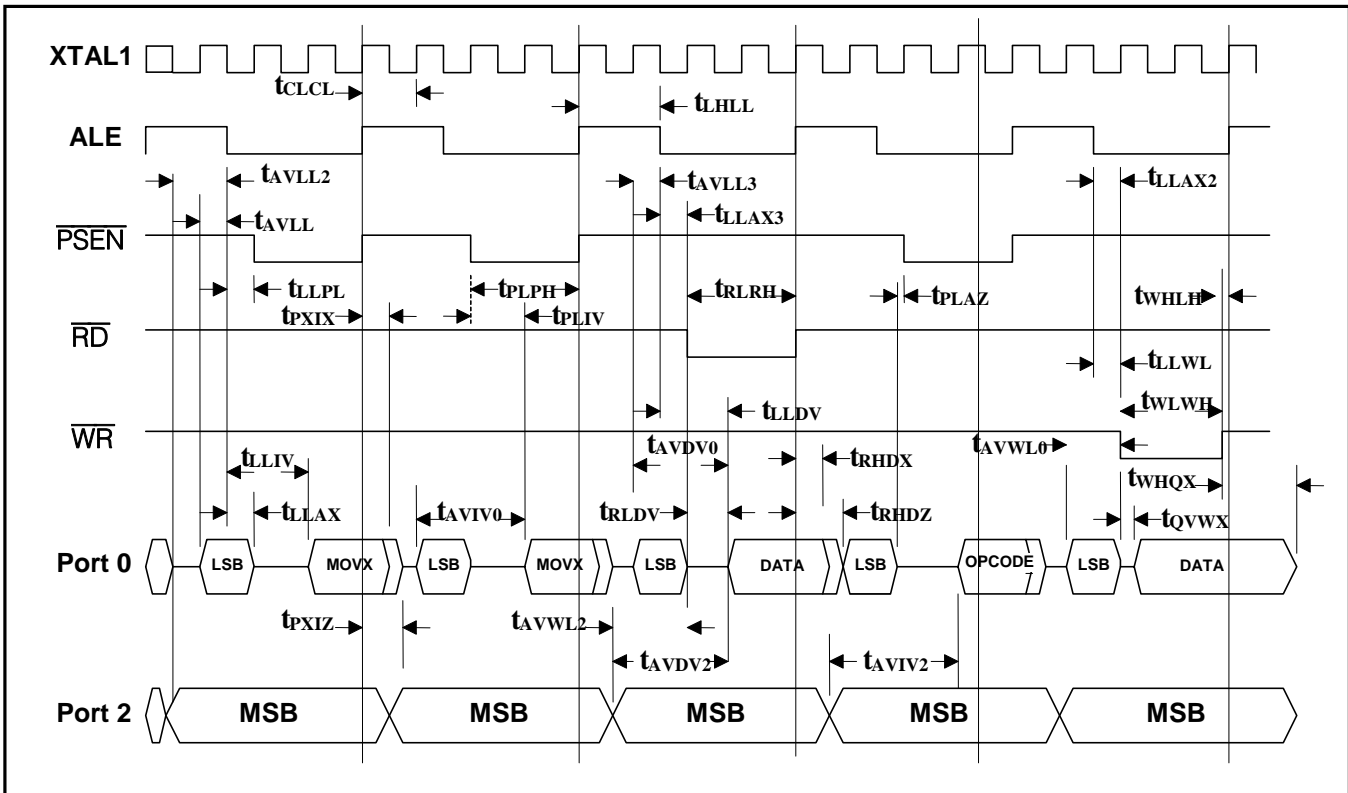 XTAL1
tCLCL
tLHLL
ALE
tAVLL2
tAVLL3
tLLAX2
tAVLL
tLLAX3
PSEN
tLLPL
tPLPH
tRLRH
tPLAZ
tWHLH
tPXIX
tPLIV
RD
tLLWL
tLLDV
tWLWH
WR
tLLIV
tAVDV0
tRHDX
tAVWL0
tWHQX
tLLAX
tAVIV0
tRLDV
tRHDZ
tQVWX
Port 0
LSB
MOVX
LSB
MOVX
LSB
DATA
LSB
OPCODE
LSB
DATA
tPXIZ
tAVWL2
tAVDV2
tAVIV2
Port 2
MSB
MSB
MSB
MSB
MSB